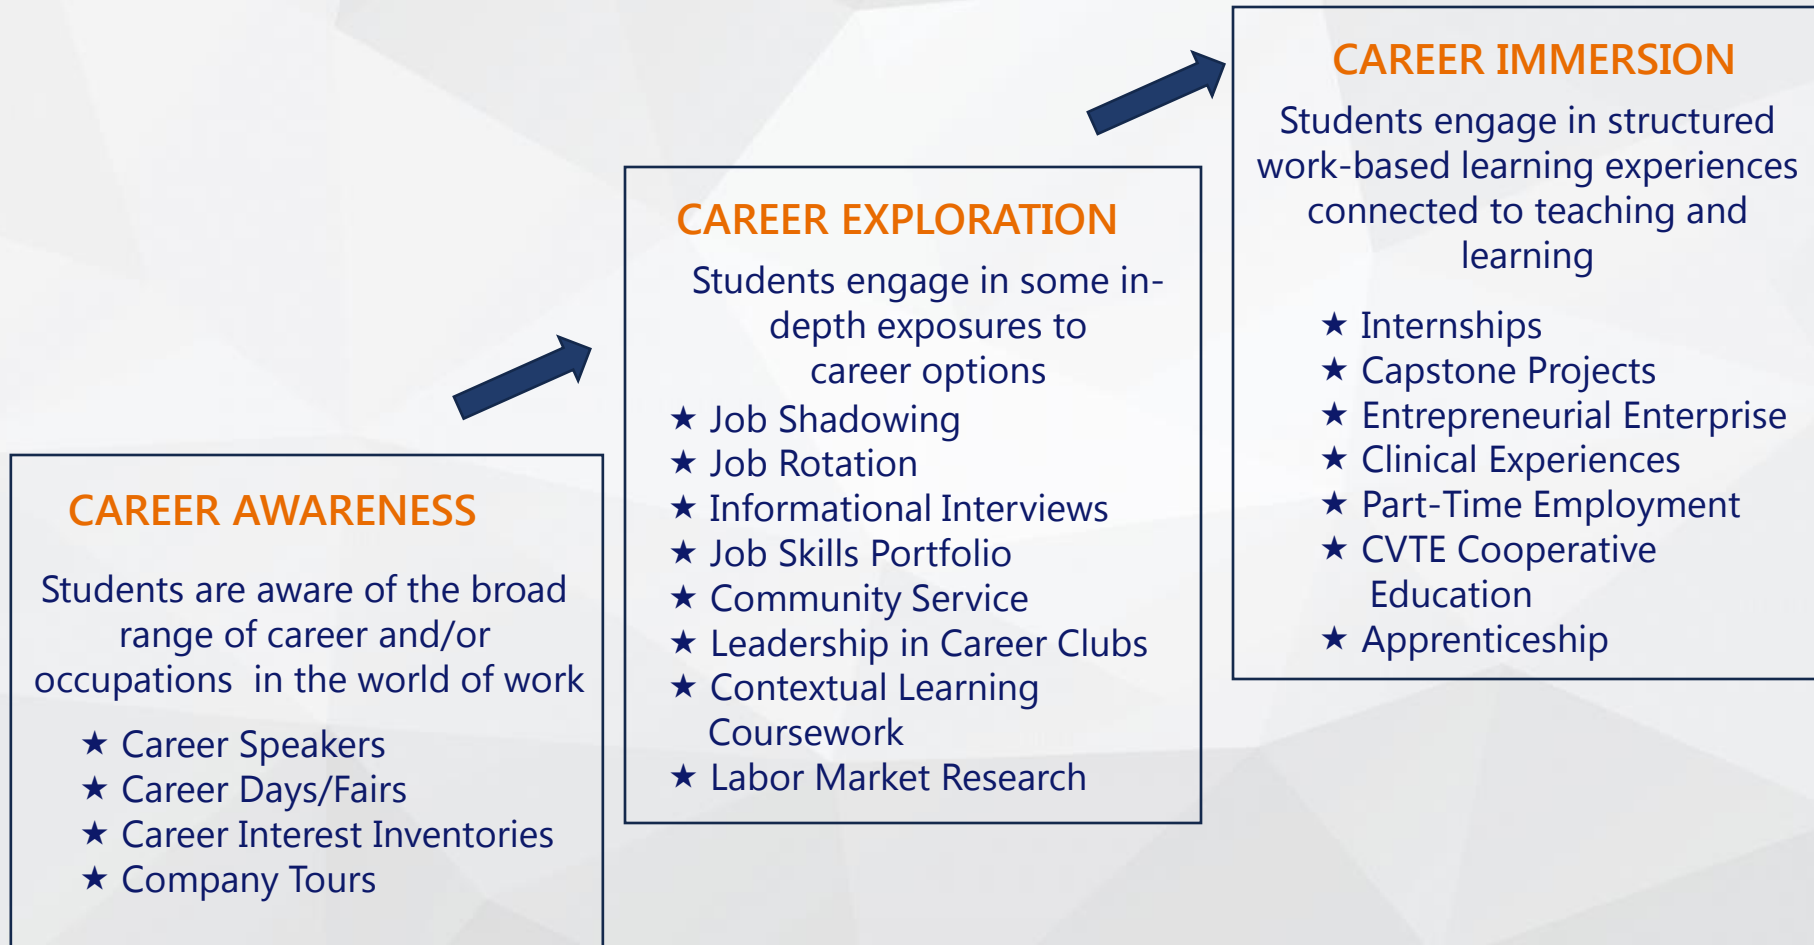 CAREER AWARENESS
Students are aware of the broad
range of career and/or
occupations  in the world of work
★ Career Speakers
★ Career Days/Fairs
★ Career Interest Inventories
★ Company Tours
CAREER EXPLORATION
Students engage in some in-
depth exposures to
career options
★ Job Shadowing
★ Job Rotation
★ Informational Interviews
★ Job Skills Portfolio
★ Community Service
★ Leadership in Career Clubs
★ Contextual Learning
Coursework
★ Labor Market Research
CAREER IMMERSION
Students engage in structured
work-based learning experiences
connected to teaching and
learning
★ Internships
★ Capstone Projects
★ Entrepreneurial Enterprise
★ Clinical Experiences
★ Part-Time Employment
★ CVTE Cooperative
Education
★ Apprenticeship